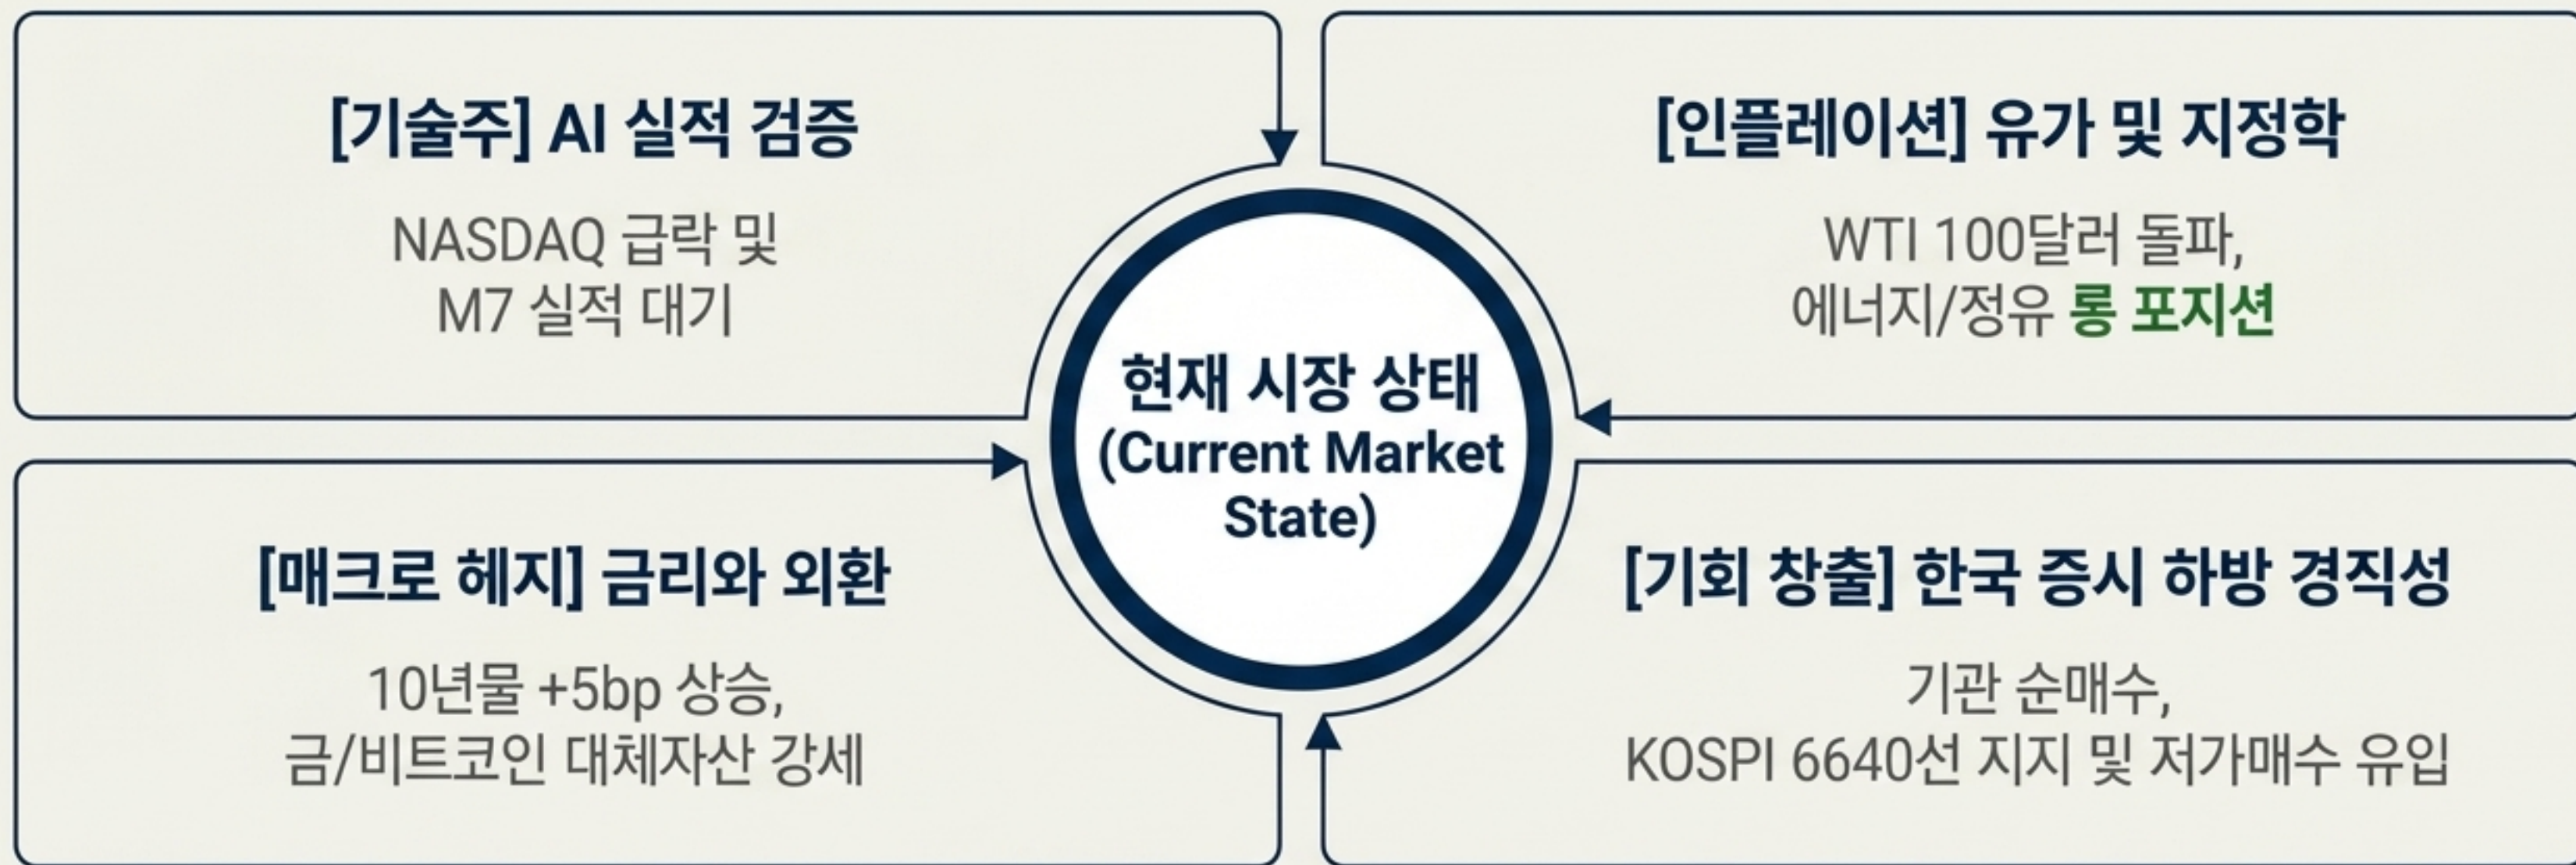 [기술주] AI 실적 검증
NASDAQ 급락 및
M7 실적 대기
[인플레이션] 유가 및 지정학
WTI 100달러 돌파,
에너지/정유 롱 포지션
현재 시장 상태
(Current Market
State)
[매크로 헤지] 금리와 외환
10년물 +5bp 상승,
금/비트코인 대체자산 강세
[기회 창출] 한국 증시 하방 경직성
기관 순매수,
KOSPI 6640선 지지 및 저가매수 유입